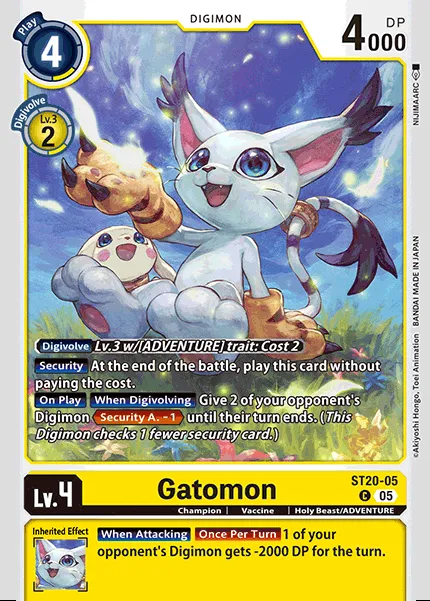 Play
4
DIGIMON
DP
4000
Digivolve
Lv.3
2
NIJIMAARC
©Akiyoshi Hongo, Toei Animation BANDAI MADE IN JAPAN
Digivolve Lv.3 w/[ADVENTURE] trait: Cost 2
Security At the end of the battle, play this card without
paying the cost.
On Play When Digivolving Give 2 of your opponent's
Digimon Security A. -1 until their turn ends. (This
Digimon checks 1 fewer security card.)
Lv.4
Gatomon
ST20-05
C 05
Champion | Vaccine | Holy Beast/ADVENTURE
Inherited Effect
When Attacking Once Per Turn 1 of your
opponent's Digimon gets -2000 DP for the turn.